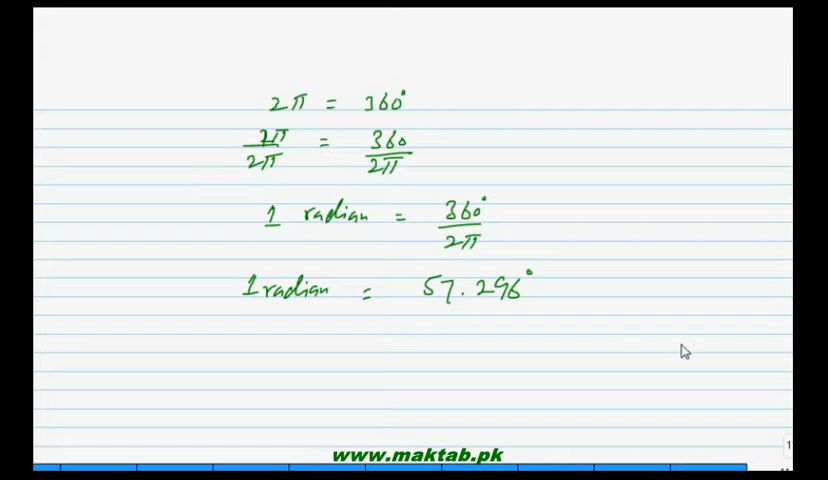 2π = 360°
2π/2π = 360/2π
1 radian = 360°/2π
1 radian = 57.296°
www.maktab.pk